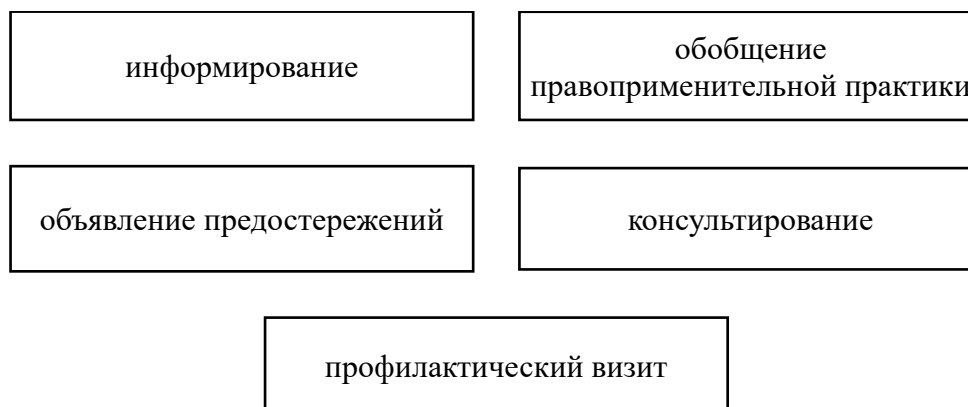 информирование
обобщение
правоприменительной практики
объявление предостережений
консультирование
профилактический визит